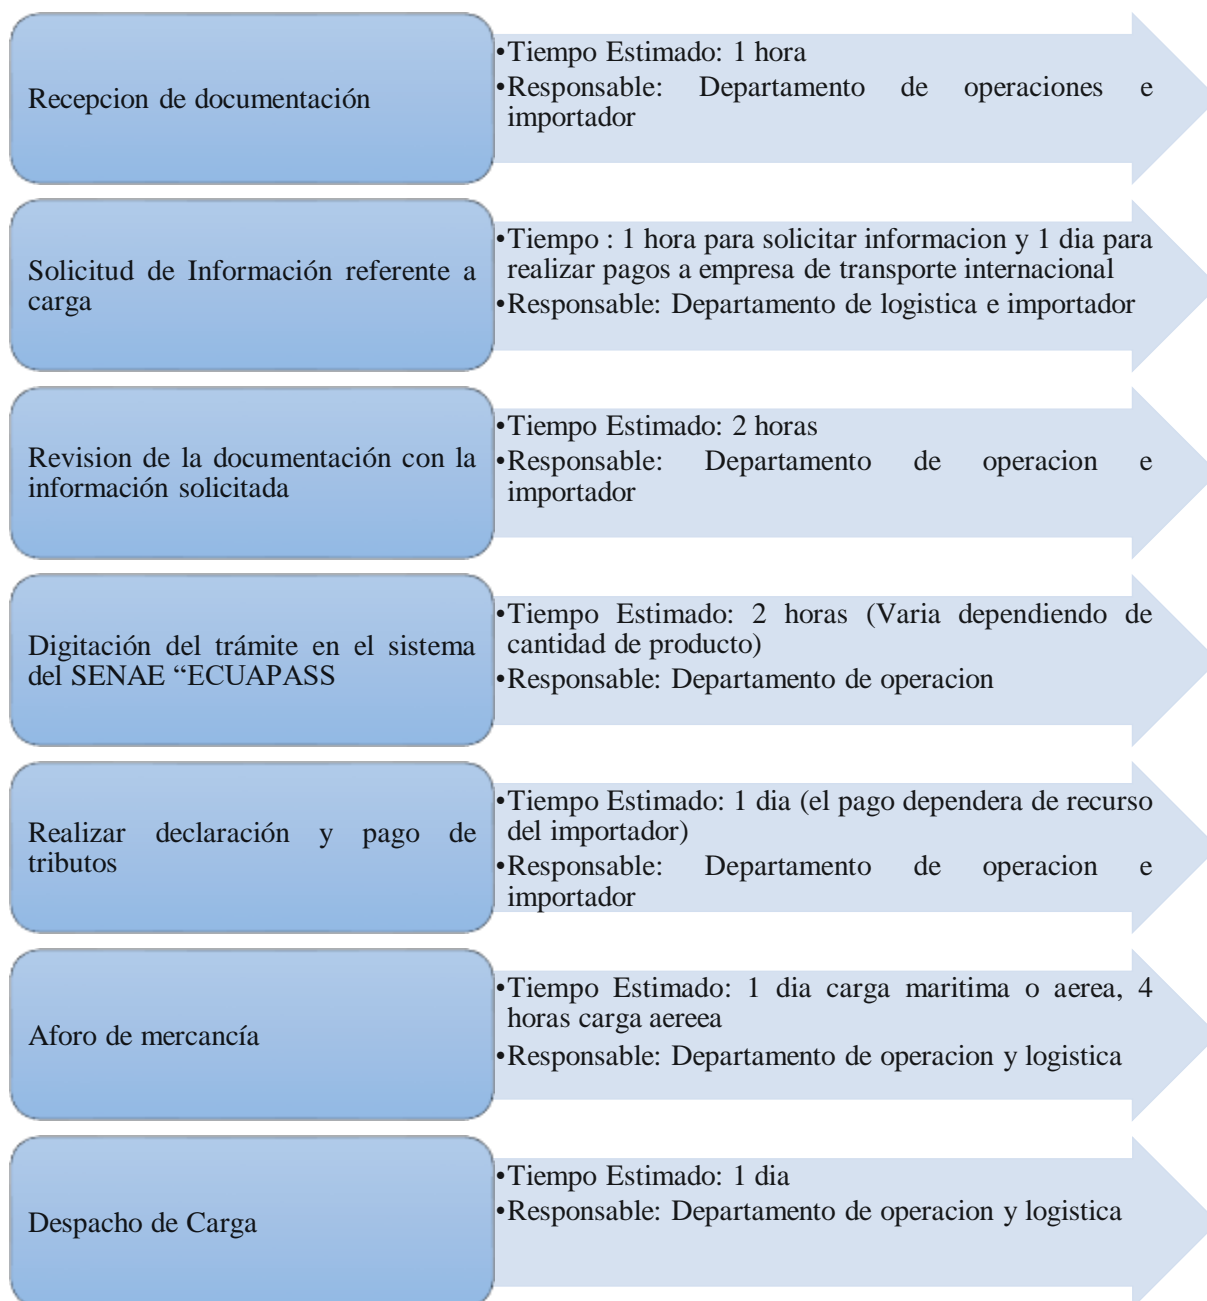 Recepcion de documentación
•Tiempo Estimado: 1 hora
•Responsable: Departamento de operaciones e
importador
Solicitud de Información referente a
carga
•Tiempo : 1 hora para solicitar informacion y 1 dia para
realizar pagos a empresa de transporte internacional
•Responsable: Departamento de logistica e importador
Revision de la documentación con la
información solicitada
•Tiempo Estimado: 2 horas
•Responsable: Departamento de operacion e
importador
Digitación del trámite en el sistema
del SENAE “ECUAPASS
•Tiempo Estimado: 2 horas (Varia dependiendo de
cantidad de producto)
•Responsable: Departamento de operacion
Realizar declaración y pago de
tributos
•Tiempo Estimado: 1 dia (el pago dependera de recurso
del importador)
•Responsable: Departamento de operacion e
importador
Aforo de mercancía
•Tiempo Estimado: 1 dia carga maritima o aerea, 4
horas carga aereea
•Responsable: Departamento de operacion y logistica
Despacho de Carga
•Tiempo Estimado: 1 dia
•Responsable: Departamento de operacion y logistica